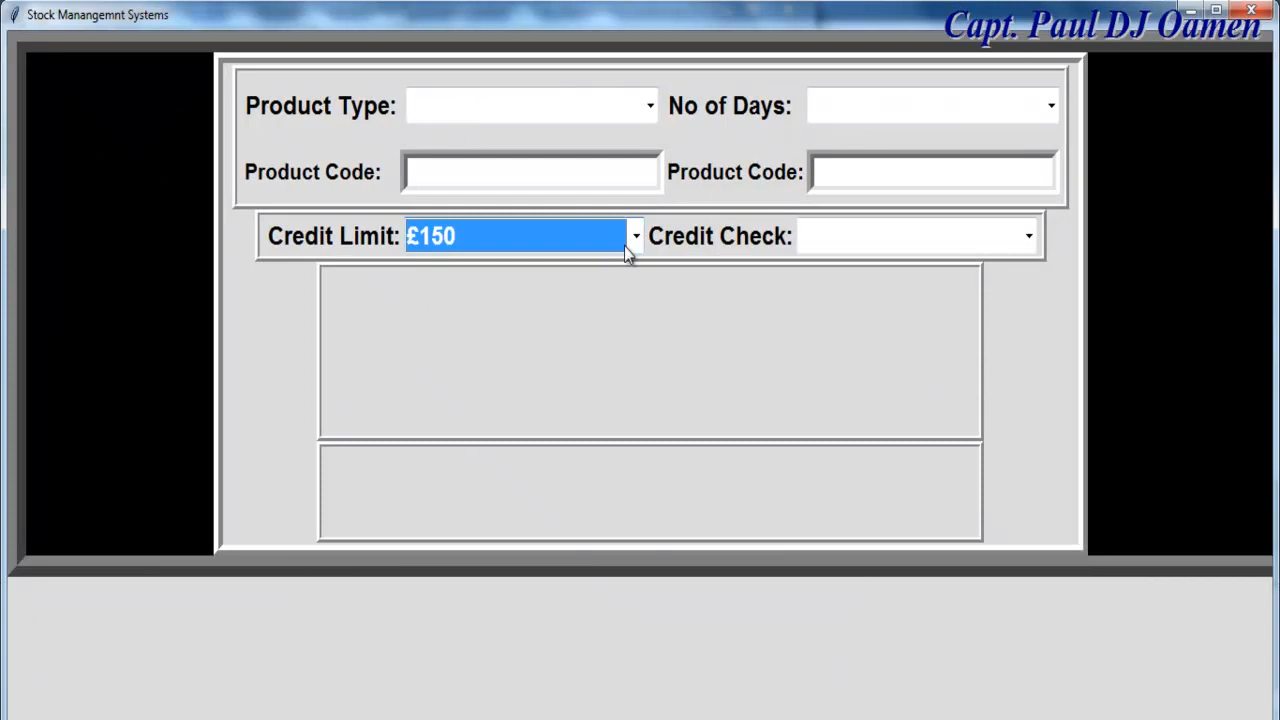 Stock Manangemnt Systems
Capt. Paul DJ Oamen
Product Type: No of Days:
Product Code: Product Code:
Credit Limit: £150 Credit Check: